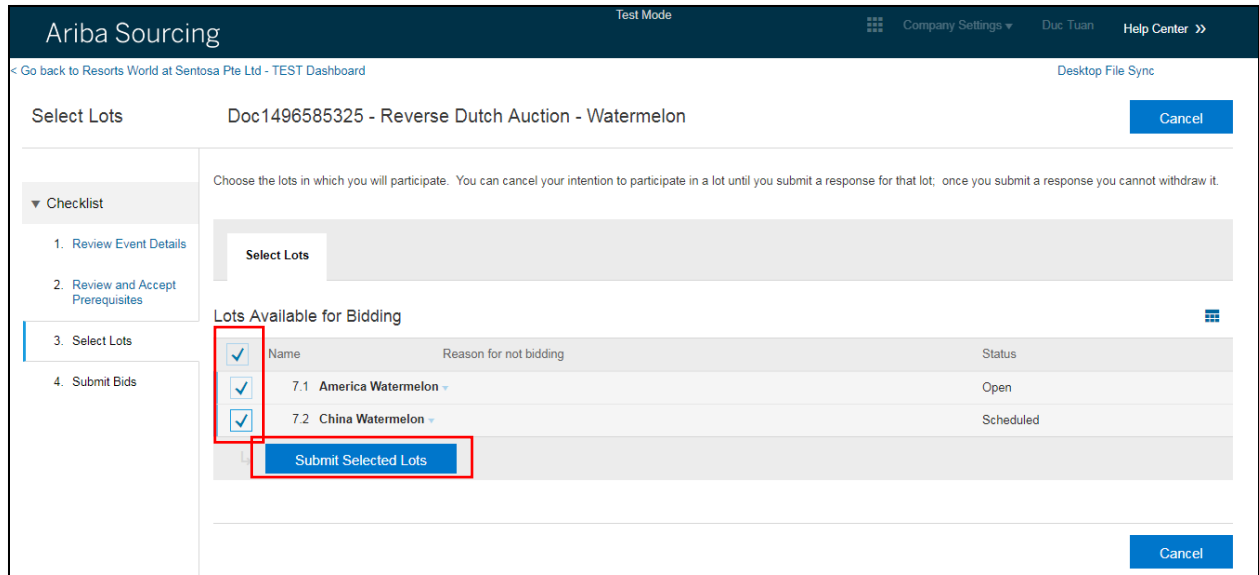 Test Mode
Ariba Sourcing
Company Settings
Duc Tuan
Help Center »
< Go back to Resorts World at Sentosa Pte Ltd - TEST Dashboard
Desktop File Sync
Select Lots
Doc1496585325 - Reverse Dutch Auction - Watermelon
Cancel
Choose the lots in which you will participate. You can cancel your intention to participate in a lot until you submit a response for that lot; once you submit a response you cannot withdraw it.
Checklist
1. Review Event Details
2. Review and Accept
Prerequisites
3. Select Lots
4. Submit Bids
Select Lots
Lots Available for Bidding
Name Reason for not bidding Status
7.1 America Watermelon Open
7.2 China Watermelon Scheduled
Submit Selected Lots
Cancel